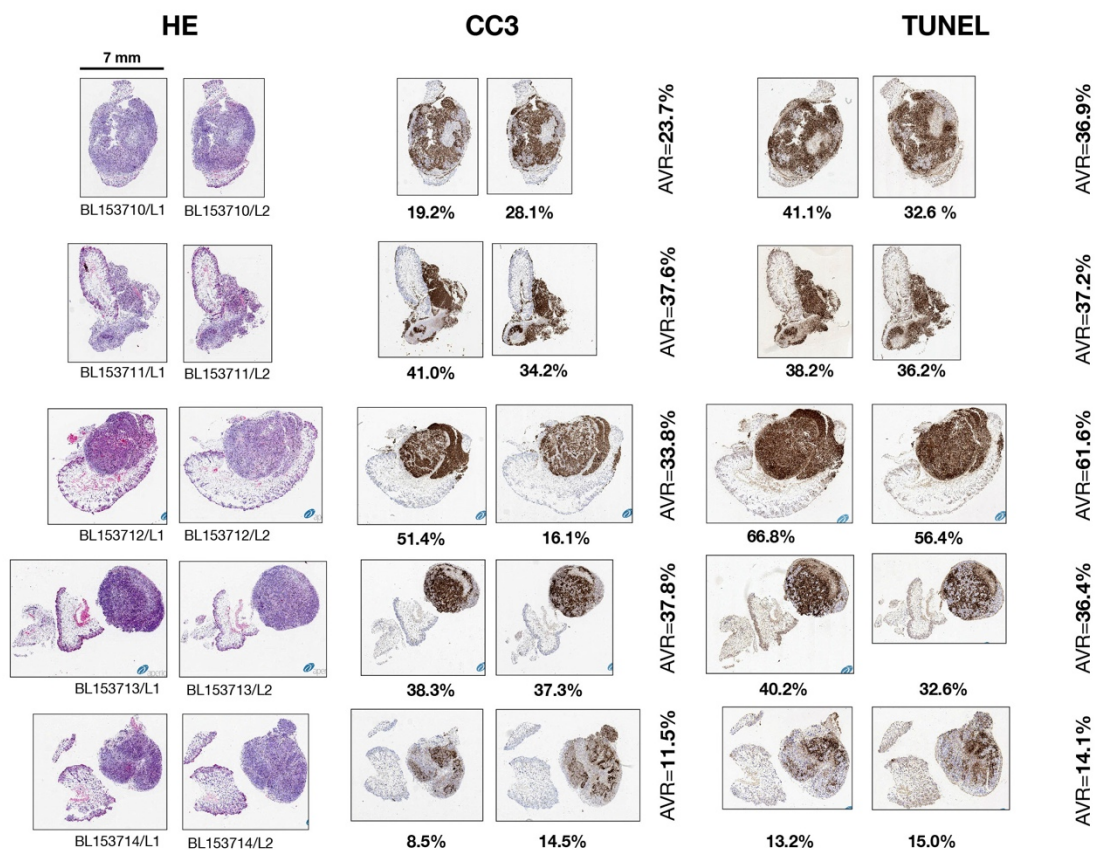 HE CC3 TUNEL
7 mm
BL153710/L1 BL153710/L2
19.2% 28.1%
AVR=23.7%
41.1% 32.6 %
AVR=36.9%
BL153711/L1 BL153711/L2
41.0% 34.2%
AVR=37.6%
38.2% 36.2%
AVR=37.2%
BL153712/L1 BL153712/L2
51.4% 16.1%
AVR=33.8%
66.8% 56.4%
AVR=61.6%
BL153713/L1 BL153713/L2
38.3% 37.3%
AVR=37.8%
40.2% 32.6%
AVR=36.4%
BL153714/L1 BL153714/L2
8.5% 14.5%
AVR=11.5%
13.2% 15.0%
AVR=14.1%